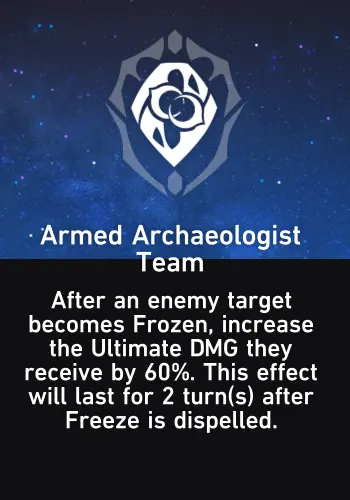 Armed Archaeologist
Team
After an enemy target
becomes Frozen, increase
the Ultimate DMG they
receive by 60%. This effect
will last for 2 turn(s) after
Freeze is dispelled.